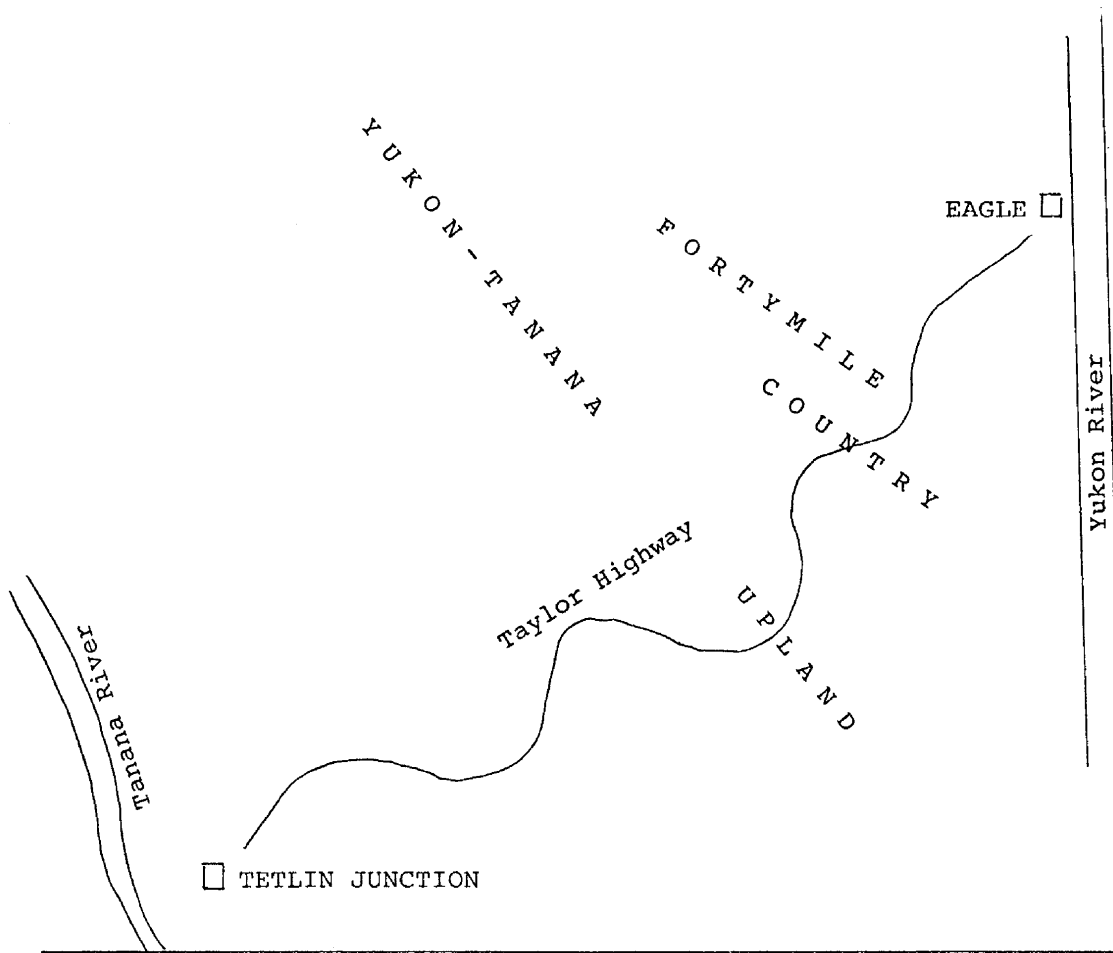 YUKON-TANANA
EAGLE
FORTYMILE
COUNTRY
Yukon River
Taylor Highway
UPLAND
Tanana River
TETLIN JUNCTION